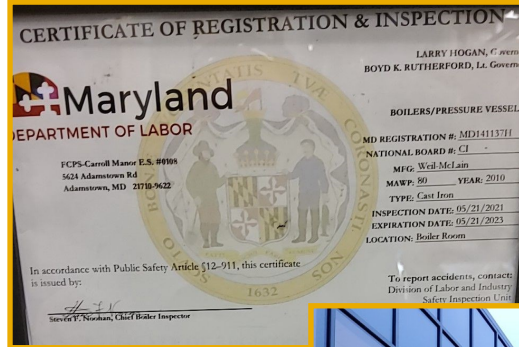 CERTIFICATE OF REGISTRATION & INSPECTION
LARRY HOGAN,
BOYD K. RUTHERFORD, Lt.
Maryland
DEPARTMENT OF LABOR
BOILERS/PRESSURE VESSEL
MD REGISTRATION #: MD141137H
NATIONAL BOARD #: CI
MFG: Weil-McLain
MAWP: 80 YEAR: 2010
TYPE: Cast Iron
INSPECTION DATE: 05/21/2021
EXPIRATION DATE: 05/21/2023
LOCATION: Boiler Room
FCPS-Carroll Manor E.S. #0108
5624 Adamstown Rd
Adamstown, MD 21710-9622
In accordance with Public Safety Article §12-911, this certificate
is issued by:
Steven P. Noonan, Chief Boiler Inspector
To report accidents, contact:
Division of Labor and Industry
Safety Inspection Unit
1632